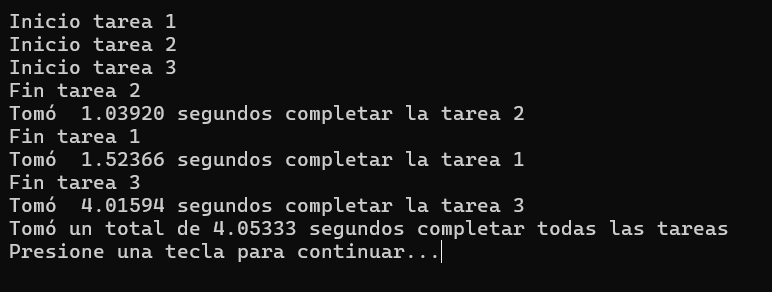 Inicio tarea 1
Inicio tarea 2
Inicio tarea 3
Fin tarea 2
Tomó  1.03920 segundos completar la tarea 2
Fin tarea 1
Tomó  1.52366 segundos completar la tarea 1
Fin tarea 3
Tomó  4.01594 segundos completar la tarea 3
Tomó un total de 4.05333 segundos completar todas las tareas
Presione una tecla para continuar...